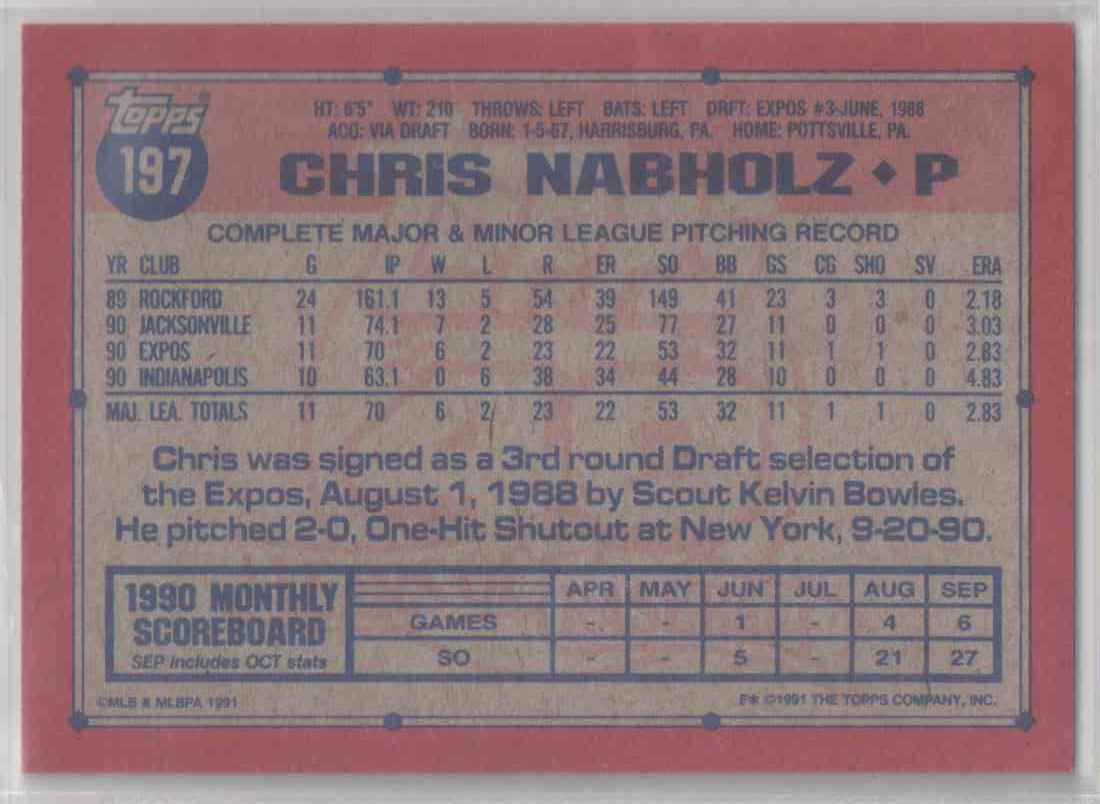 Topps
197
HT: 6'5" WT: 210 THROWS: LEFT BATS: LEFT DRFT: EXPOS #3-JUNE, 1988
ACQ: VIA DRAFT BORN: 1-5-67, HARRISBURG, PA. HOME: POTTSVILLE, PA.
CHRIS NABHOLZ ♦ P
COMPLETE MAJOR & MINOR LEAGUE PITCHING RECORD
YR CLUB G IP W L R ER SO BB GS CG SHO SV ERA
89 ROCKFORD 24 161.1 13 5 54 39 149 41 23 3 3 0 2.18
90 JACKSONVILLE 11 74.1 7 2 28 25 77 27 11 0 0 0 3.03
90 EXPOS 11 70 6 2 23 22 53 32 11 1 1 0 2.83
90 INDIANAPOLIS 10 63.1 0 6 38 34 44 28 10 0 0 0 4.83
MAJ. LEA. TOTALS 11 70 6 2 23 22 53 32 11 1 1 0 2.83
Chris was signed as a 3rd round Draft selection of
the Expos, August 1, 1988 by Scout Kelvin Bowles.
He pitched 2-0, One-Hit Shutout at New York, 9-20-90.
1990 MONTHLY
SCOREBOARD
SEP includes OCT stats
APR MAY JUN JUL AUG SEP
GAMES - - 1 - 4 6
SO - - 5 - 21 27
©MLB & MLBPA 1991
F* ©1991 THE TOPPS COMPANY, INC.